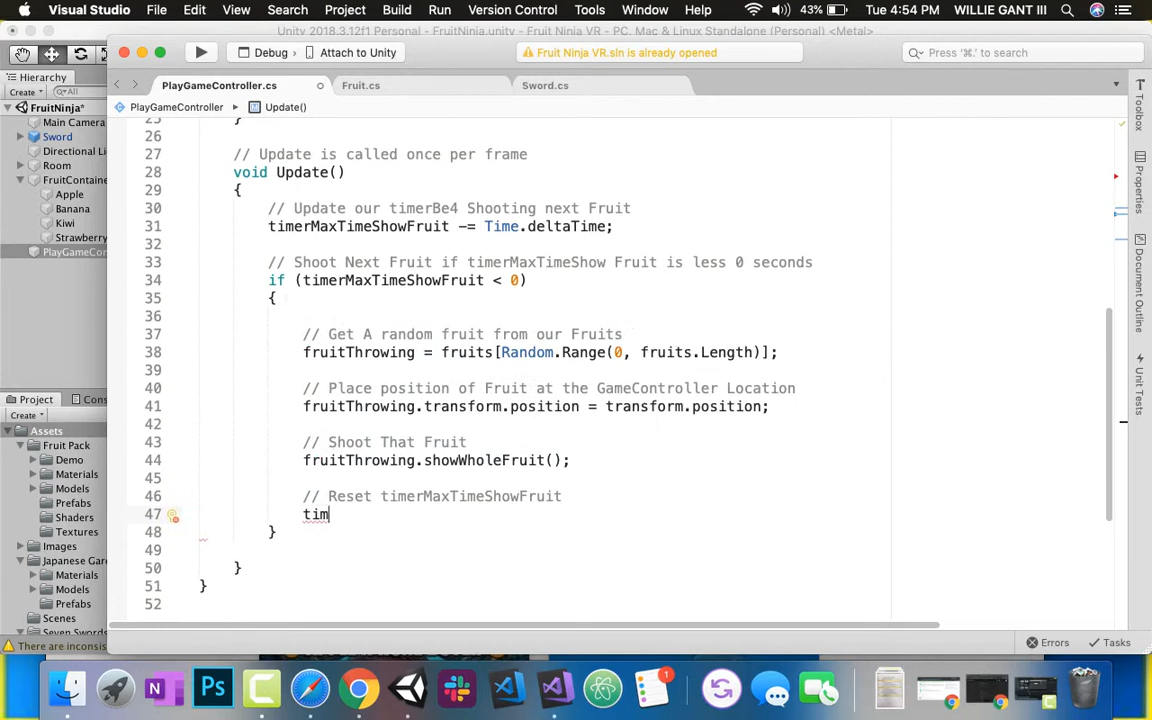 Visual Studio File Edit View Search Project Build Run Version Control Tools Window Help 43% Tue 4:54 PM WILLIE GANT III
Unity 2018.3.12f1 Personal - FruitNinja.unity - Fruit Ninja VR - PC, Mac & Linux Standalone (Personal) <Metal>
Debug Attach to Unity Fruit Ninja VR.sln is already opened Press '⌘.' to search
Hierarchy
Create
FruitNinja*
Main Camera
Sword
Directional Li
Room
FruitContaine
Apple
Banana
Kiwi
Strawberry
PlayGameCon
Project Cons
Create
Assets
Fruit Pack
Demo
Materials
Models
Prefabs
Shaders
Textures
Images
Japanese Gar
Materials
Models
Prefabs
Scenes
Seven Swords
There are inconsis
PlayGameController.cs Fruit.cs Sword.cs
PlayGameController Update()
25 }
26
27 // Update is called once per frame
28 void Update()
29 {
30 // Update our timerBe4 Shooting next Fruit
31 timerMaxTimeShowFruit -= Time.deltaTime;
32
33 // Shoot Next Fruit if timerMaxTimeShow Fruit is less 0 seconds
34 if (timerMaxTimeShowFruit < 0)
35 {
36
37 // Get A random fruit from our Fruits
38 fruitThrowing = fruits[Random.Range(0, fruits.Length)];
39
40 // Place position of Fruit at the GameController Location
41 fruitThrowing.transform.position = transform.position;
42
43 // Shoot That Fruit
44 fruitThrowing.showWholeFruit();
45
46 // Reset timerMaxTimeShowFruit
47 tim
48 }
49
50 }
51 }
52
Toolbox
Properties
Document Outline
Unit Tests
Errors Tasks
N Ps 1